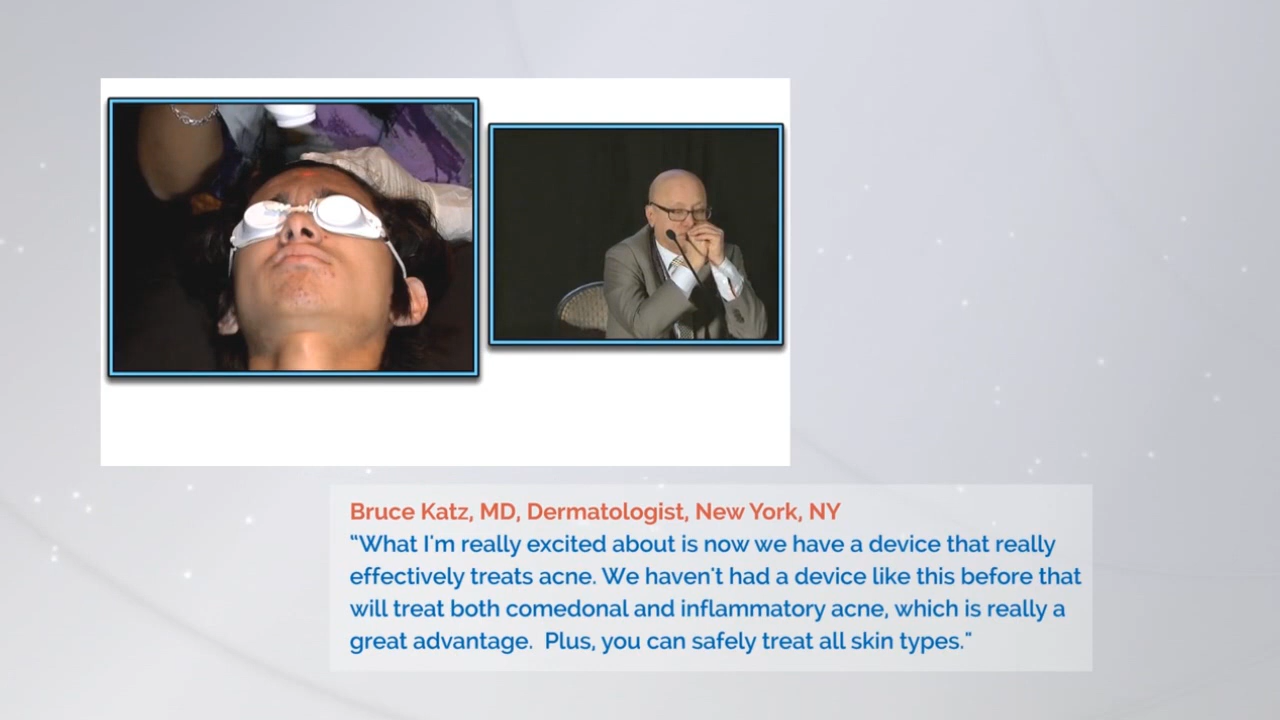 Bruce Katz, MD, Dermatologist, New York, NY
“What I'm really excited about is now we have a device that really
effectively treats acne. We haven't had a device like this before that
will treat both comedonal and inflammatory acne, which is really a
great advantage.  Plus, you can safely treat all skin types."